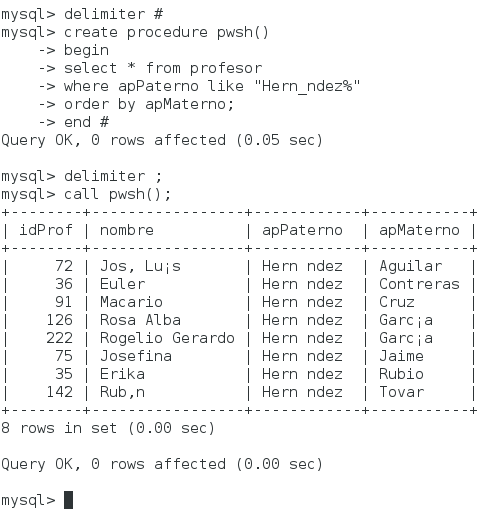 mysql> delimiter #
mysql> create procedure pwsh()
    -> begin
    -> select * from profesor
    -> where apPaterno like "Hern_ndez%"
    -> order by apMaterno;
    -> end #
Query OK, 0 rows affected (0.05 sec)

mysql> delimiter ;
mysql> call pwsh();
+--------+-----------------+------------+-----------+
| idProf | nombre          | apPaterno  | apMaterno |
+--------+-----------------+------------+-----------+
|     72 | Jos‚ Lu¡s       | Hern ndez  | Aguilar   |
|     36 | Euler           | Hern ndez  | Contreras |
|     91 | Macario         | Hern ndez  | Cruz      |
|    126 | Rosa Alba       | Hern ndez  | Garc¡a    |
|    222 | Rogelio Gerardo | Hern ndez  | Garc¡a    |
|     75 | Josefina        | Hern ndez  | Jaime     |
|     35 | Erika           | Hern ndez  | Rubio     |
|    142 | Rub‚n           | Hern ndez  | Tovar     |
+--------+-----------------+------------+-----------+
8 rows in set (0.00 sec)

Query OK, 0 rows affected (0.00 sec)

mysql>